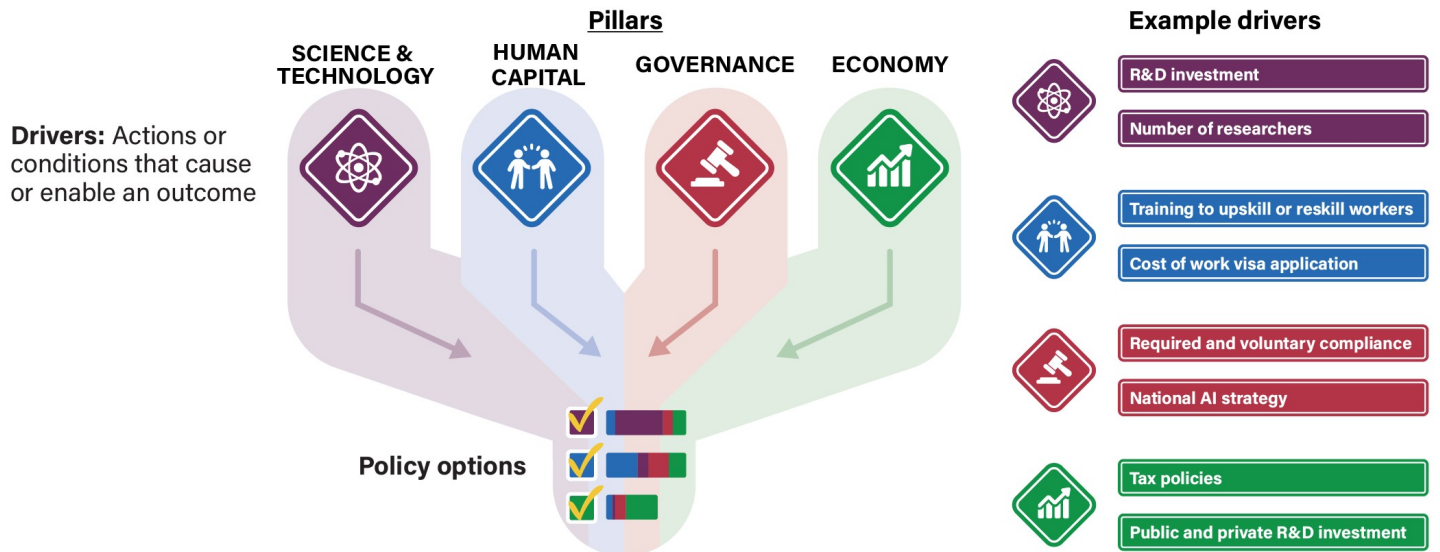 Pillars
SCIENCE &
TECHNOLOGY
HUMAN
CAPITAL
GOVERNANCE
ECONOMY
Drivers: Actions or
conditions that cause
or enable an outcome
Policy options
Example drivers
R&D investment
Number of researchers
Training to upskill or reskill workers
Cost of work visa application
Required and voluntary compliance
National AI strategy
Tax policies
Public and private R&D investment